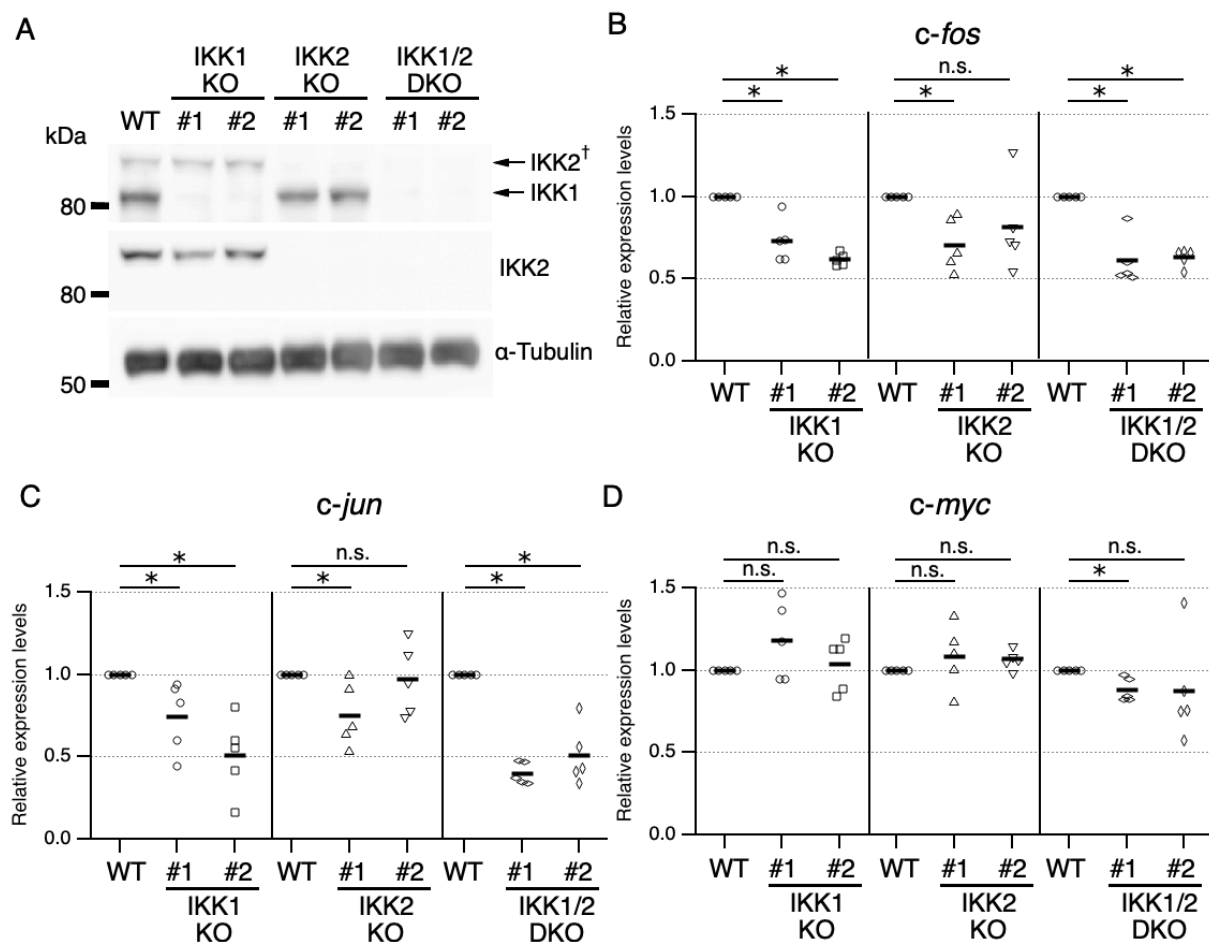 A
IKK1 KO
IKK2 KO
IKK1/2 DKO
WT #1 #2 #1 #2 #1 #2
kDa
IKK2†
IKK1
80
IKK2
80
α-Tubulin
50
B
c-fos
* n.s. *
* * *
Relative expression levels
1.5
1.0
0.5
0.0
WT #1 #2 WT #1 #2 WT #1 #2
IKK1 KO
IKK2 KO
IKK1/2 DKO
C
c-jun
* n.s. *
* * *
Relative expression levels
1.5
1.0
0.5
0.0
WT #1 #2 WT #1 #2 WT #1 #2
IKK1 KO
IKK2 KO
IKK1/2 DKO
D
c-myc
n.s. n.s. n.s.
n.s. n.s. *
Relative expression levels
1.5
1.0
0.5
0.0
WT #1 #2 WT #1 #2 WT #1 #2
IKK1 KO
IKK2 KO
IKK1/2 DKO